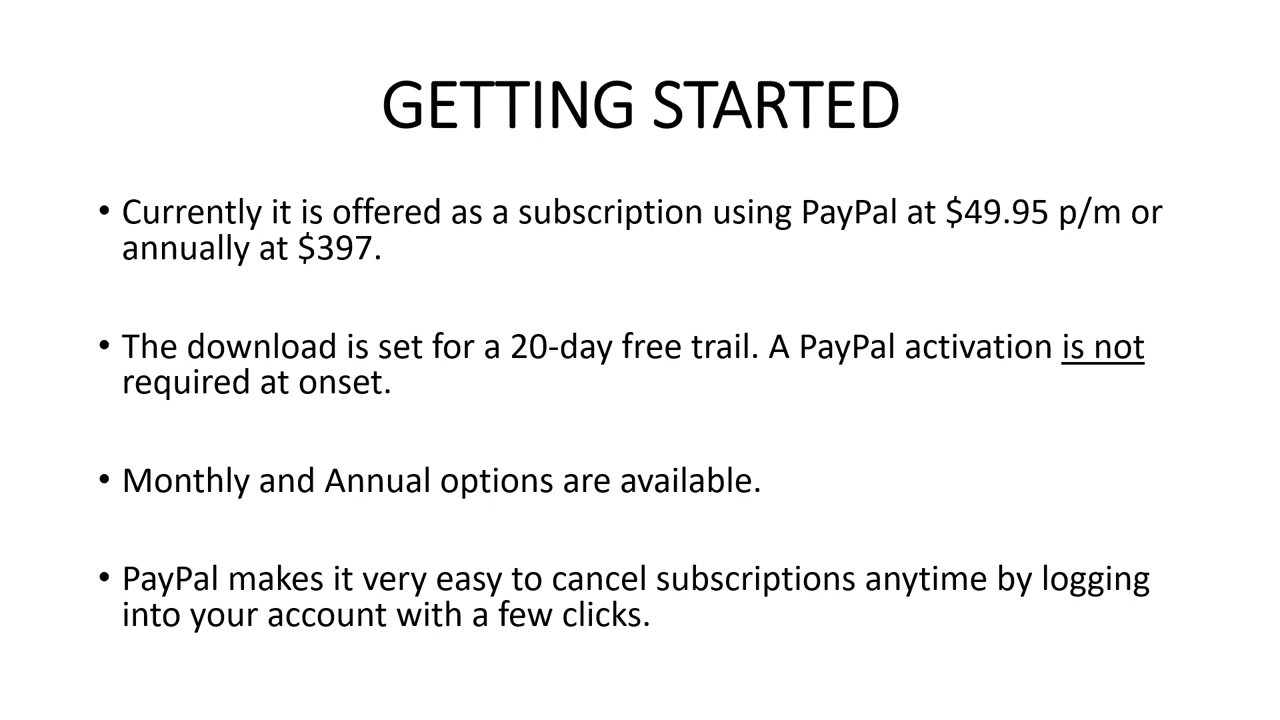 GETTING STARTED
• Currently it is offered as a subscription using PayPal at $49.95 p/m or
annually at $397.
• The download is set for a 20-day free trail. A PayPal activation is not
required at onset.
• Monthly and Annual options are available.
• PayPal makes it very easy to cancel subscriptions anytime by logging
into your account with a few clicks.